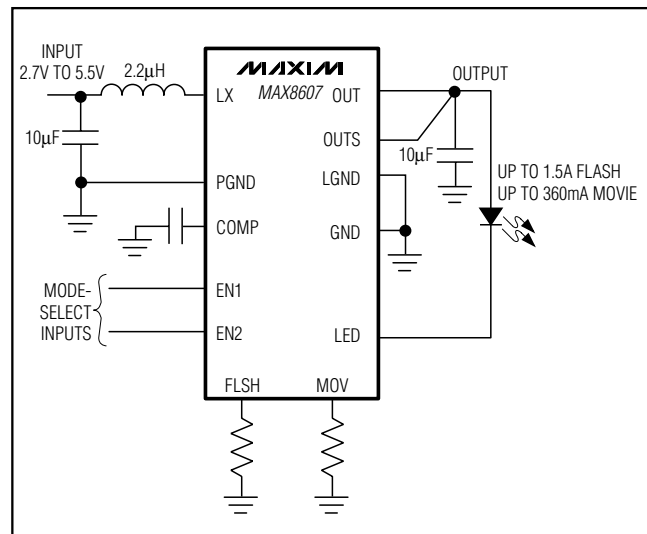 INPUT
2.7V TO 5.5V
2.2µH
10µF
MAXIM
MAX8607
LX
PGND
COMP
EN1
EN2
FLSH
MOV
OUT
OUTS
LGND
GND
LED
MODE-
SELECT
INPUTS
OUTPUT
10µF
UP TO 1.5A FLASH
UP TO 360mA MOVIE